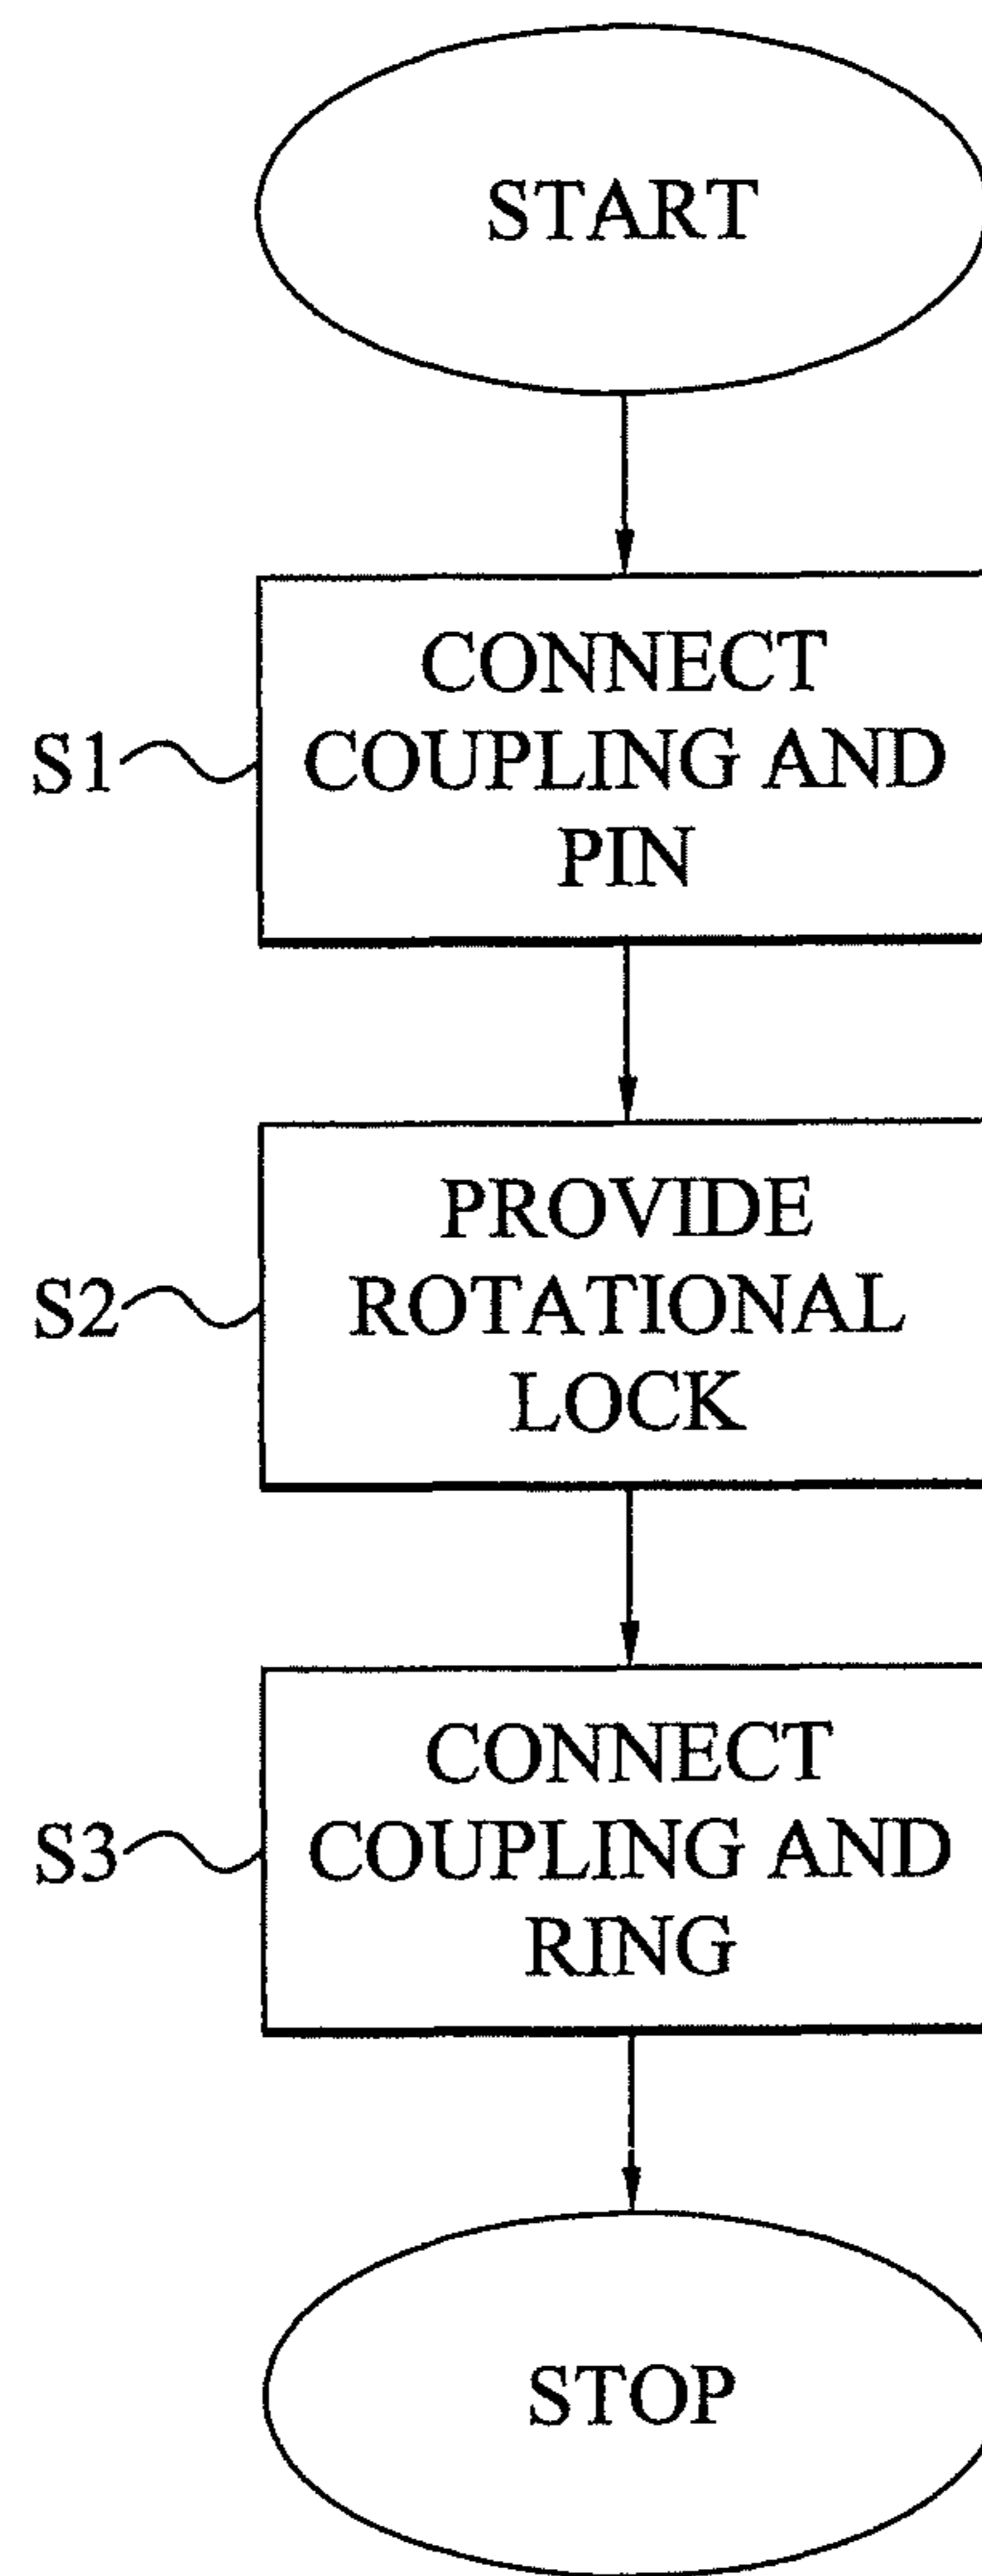 START
CONNECT
S1 COUPLING AND
PIN
PROVIDE
S2 ROTATIONAL
LOCK
CONNECT
S3 COUPLING AND
RING
STOP